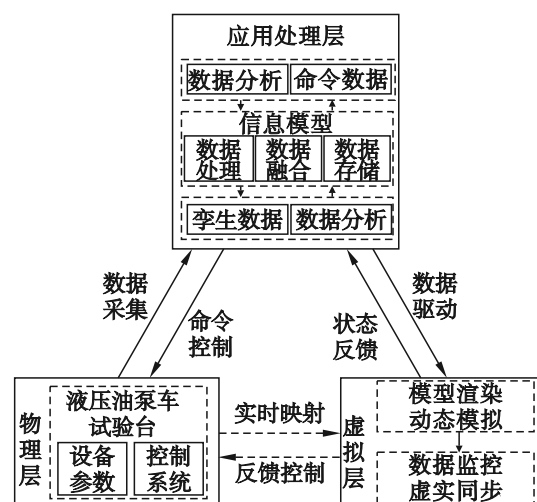 应用处理层
数据分析 命令数据
信息模型
数据 数据 数据
处理 融合 存储
孪生数据 数据分析
数据
采集
命令
控制
状态
反馈
数据
驱动
物理层
液压油泵车
试验台
设备
参数
控制
系统
实时映射
反馈控制
虚拟层
模型渲染
动态模拟
数据监控
虚实同步